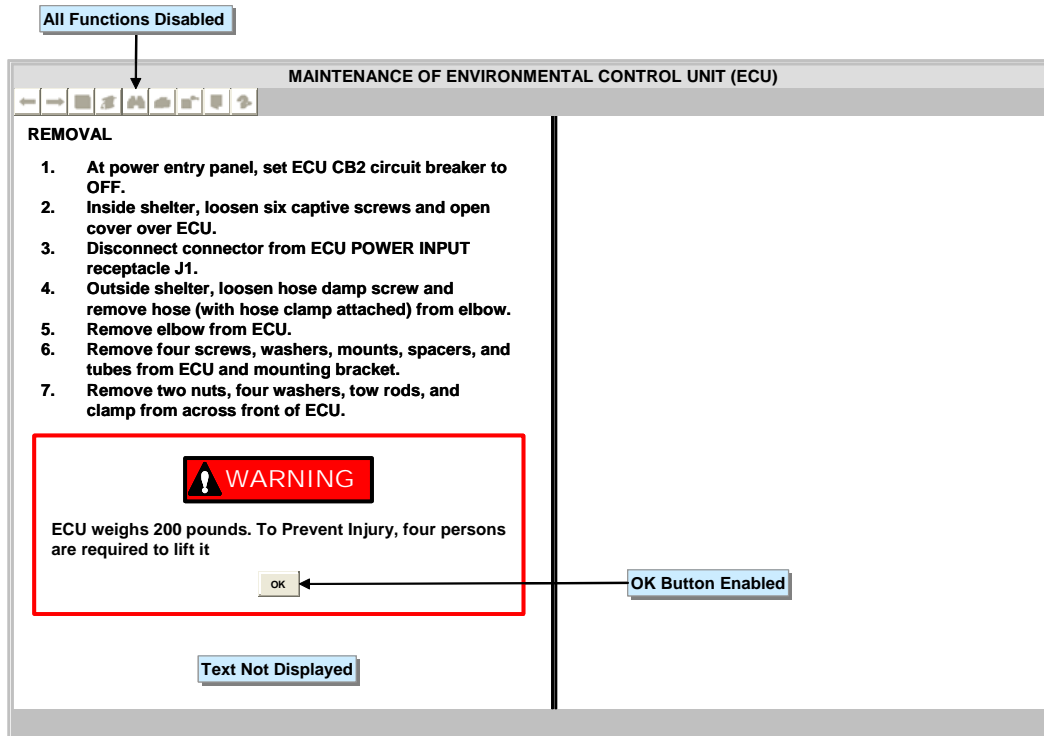 All Functions Disabled
MAINTENANCE OF ENVIRONMENTAL CONTROL UNIT (ECU)
REMOVAL
1. At power entry panel, set ECU CB2 circuit breaker to
OFF.
2. Inside shelter, loosen six captive screws and open
cover over ECU.
3. Disconnect connector from ECU POWER INPUT
receptacle J1.
4. Outside shelter, loosen hose damp screw and
remove hose (with hose clamp attached) from elbow.
5. Remove elbow from ECU.
6. Remove four screws, washers, mounts, spacers, and
tubes from ECU and mounting bracket.
7. Remove two nuts, four washers, tow rods, and
clamp from across front of ECU.
WARNING
ECU weighs 200 pounds. To Prevent Injury, four persons
are required to lift it
OK
OK Button Enabled
Text Not Displayed